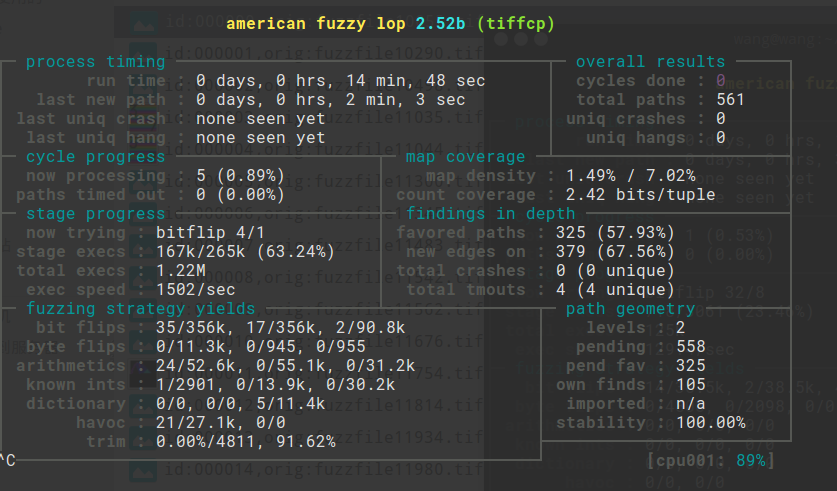 american fuzzy lop 2.52b (tiffcp)
process timing
overall results
run time : 0 days, 0 hrs, 14 min, 48 sec
cycles done : 0
last new path : 0 days, 0 hrs, 2 min, 3 sec
total paths : 561
last uniq crash : none seen yet
uniq crashes : 0
last uniq hang : none seen yet
uniq hangs : 0
cycle progress
map coverage
now processing : 5 (0.89%)
map density : 1.49% / 7.02%
paths timed out : 0 (0.00%)
count coverage : 2.42 bits/tuple
stage progress
findings in depth
now trying : bitflip 4/1
favored paths : 325 (57.93%)
stage execs : 167k/265k (63.24%)
new edges on : 379 (67.56%)
total execs : 1.22M
total crashes : 0 (0 unique)
exec speed : 1502/sec
total tmouts : 4 (4 unique)
fuzzing strategy yields
path geometry
bit flips : 35/356k, 17/356k, 2/90.8k
levels : 2
byte flips : 0/11.3k, 0/945, 0/955
pending : 558
arithmetics : 24/52.6k, 0/55.1k, 0/31.2k
pend fav : 325
known ints : 1/2901, 0/13.9k, 0/30.2k
own finds : 105
dictionary : 0/0, 0/0, 5/11.4k
imported : n/a
havoc : 21/27.1k, 0/0
stability : 100.00%
trim : 0.00%/4811, 91.62%
^C
[cpu001: 89%]
id:000001,orig:fuzzfile10290.tif
id:000014,orig:fuzzfile11980.tif